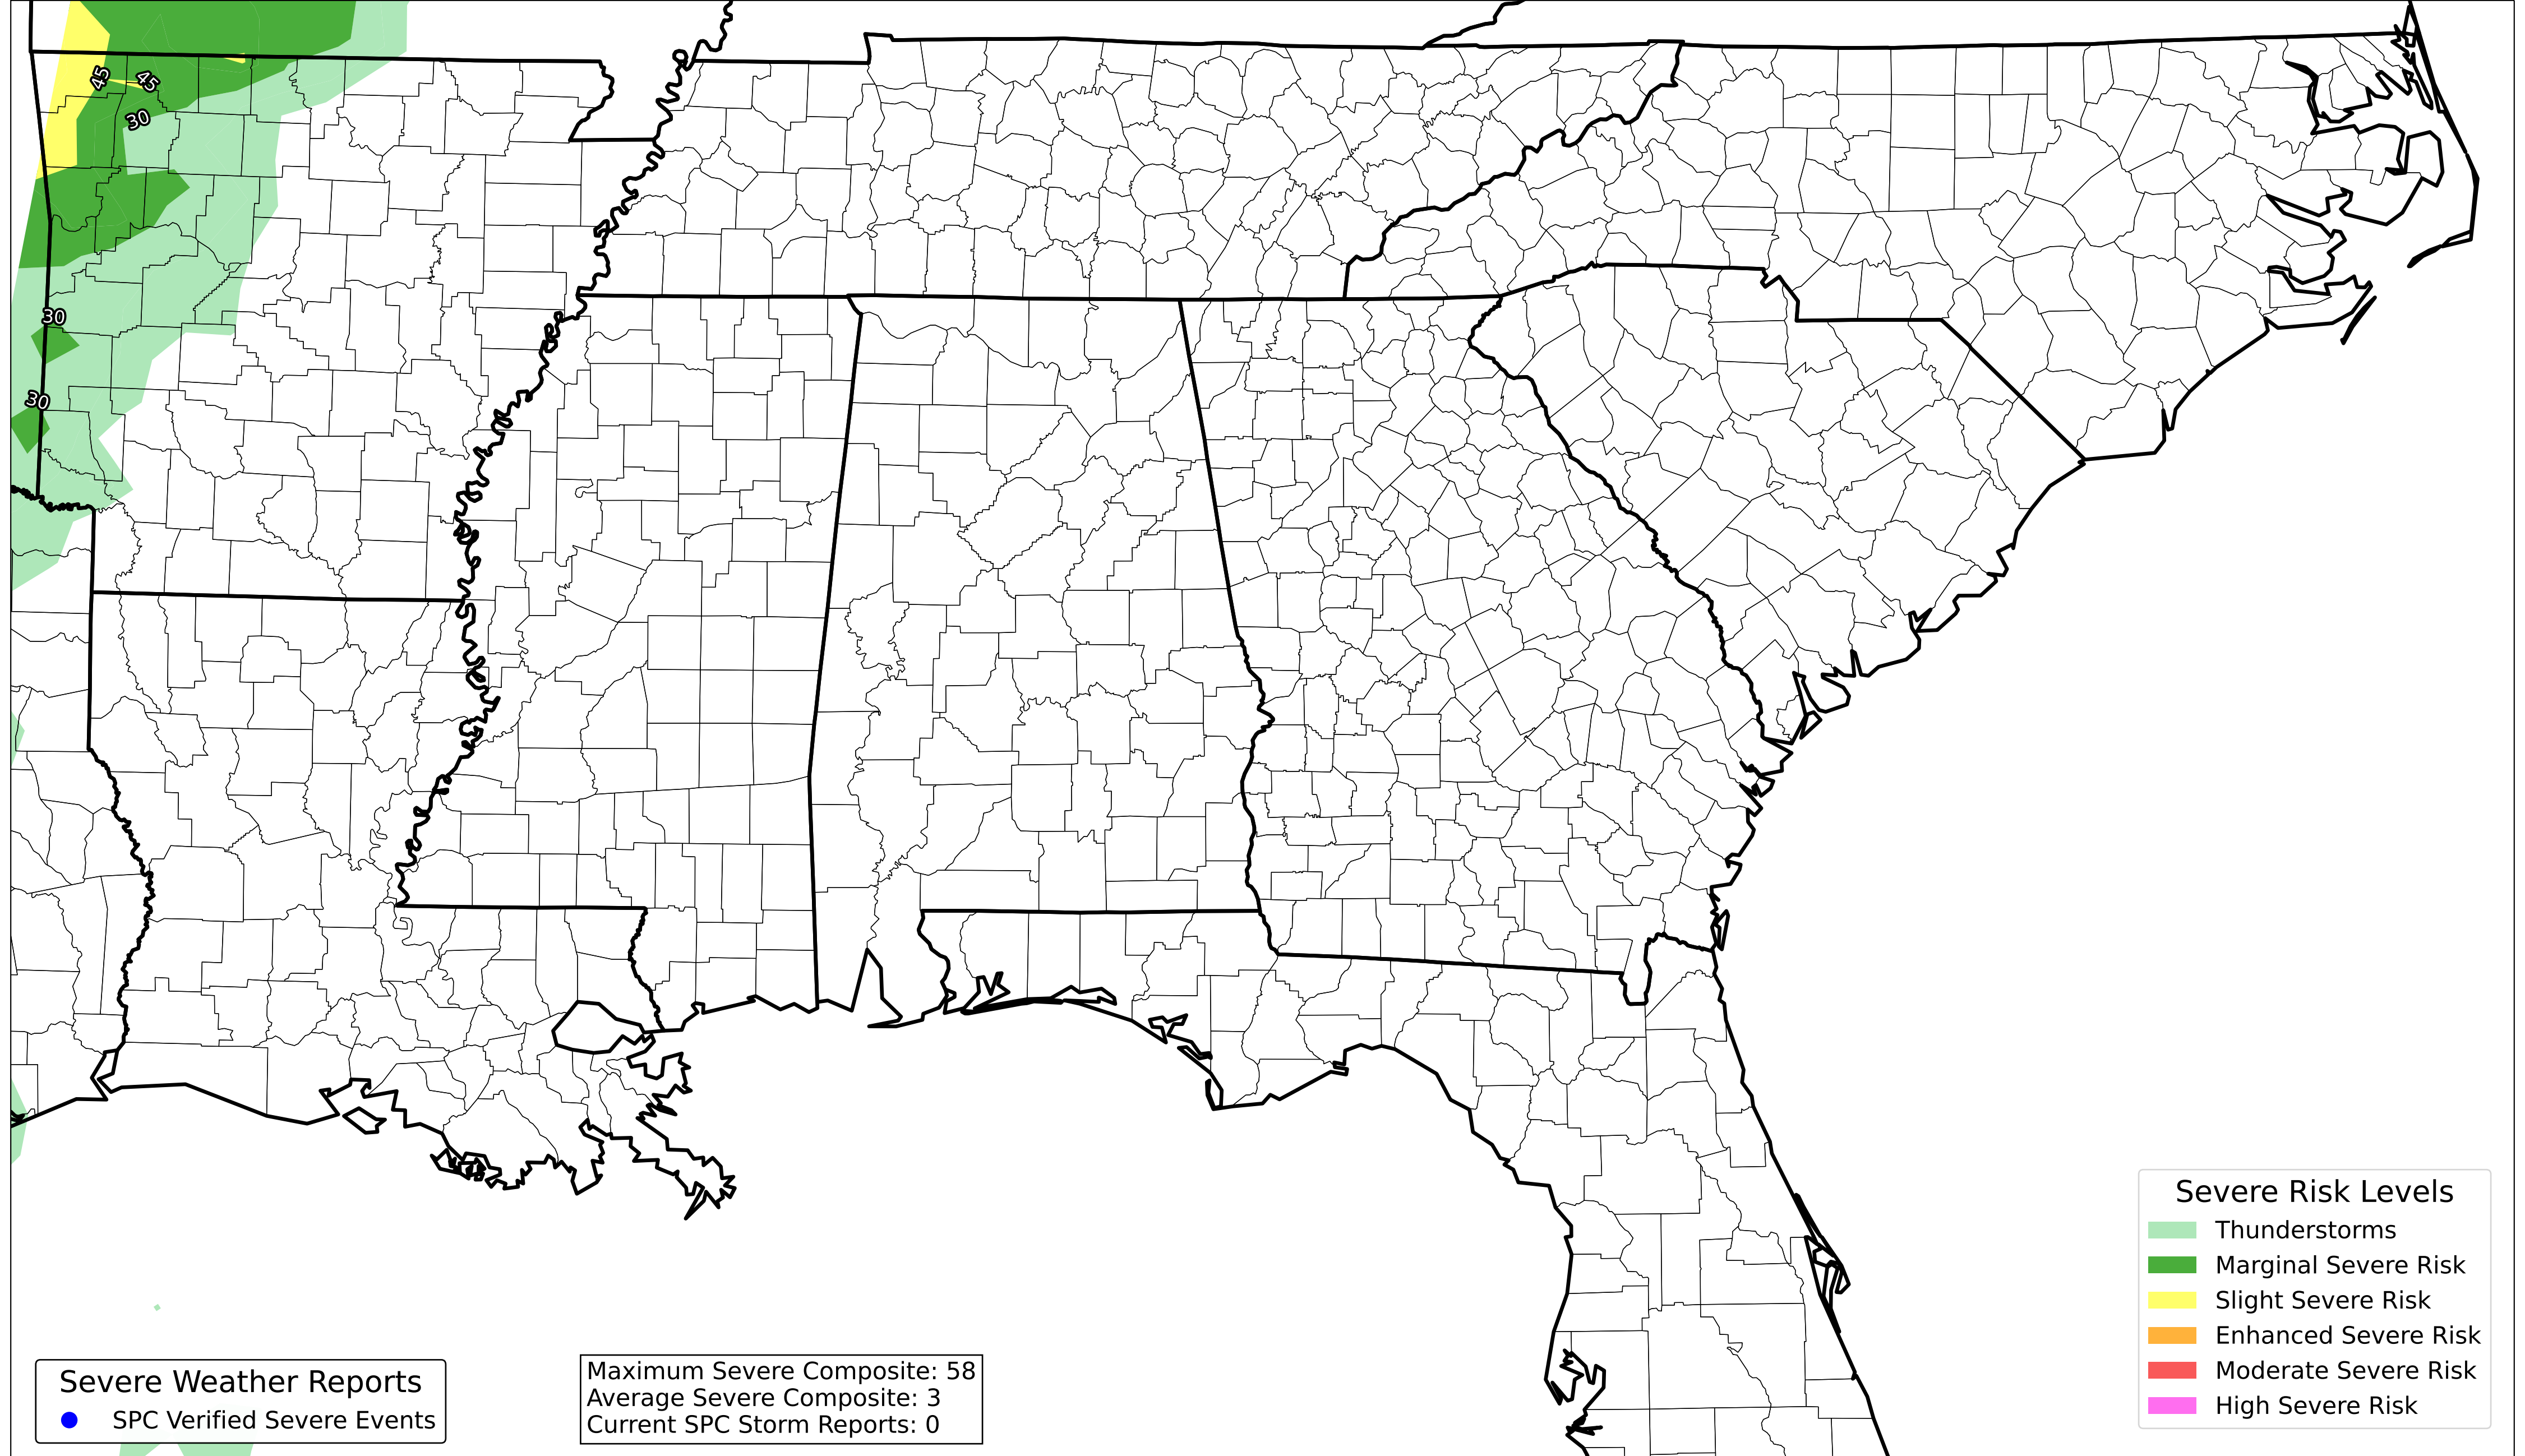 45
45
30
30
30
Severe Risk Levels
Thunderstorms
Marginal Severe Risk
Slight Severe Risk
Enhanced Severe Risk
Moderate Severe Risk
High Severe Risk
Severe Weather Reports
SPC Verified Severe Events
Maximum Severe Composite: 58
Average Severe Composite: 3
Current SPC Storm Reports: 0